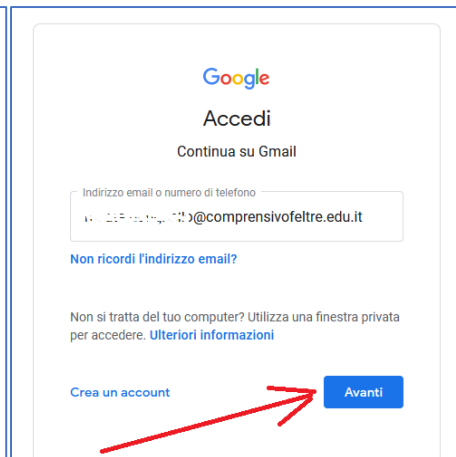 Google
Accedi
Continua su Gmail
Indirizzo email o numero di telefono
@comprensivofeltre.edu.it
Non ricordi l'indirizzo email?
Non si tratta del tuo computer? Utilizza una finestra privata
per accedere. Ulteriori informazioni
Crea un account
Avanti